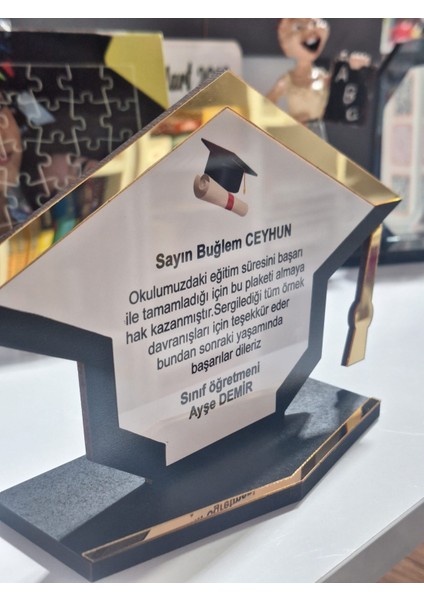 Sayın Buğlem CEYHUN
Okulumuzdaki eğitim süresini başarı
ile tamamladığı için bu plaketi almaya
hak kazanmıştır.Sergilediği tüm örnek
davranışları için teşekkür eder
bundan sonraki yaşamında
başarılar dileriz
Sınıf öğretmeni
Ayşe DEMİR